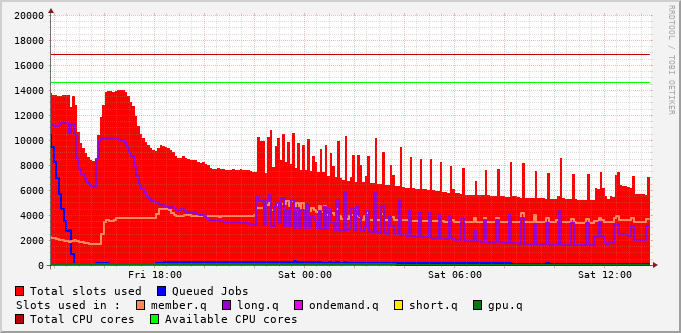 20000
18000
16000
14000
12000
10000
8000
6000
4000
2000
0
Fri 18:00 Sat 00:00 Sat 06:00 Sat 12:00
RRDTOOL / TOBI OETIKER
Total slots used Queued Jobs
Slots used in : member.q long.q ondemand.q short.q gpu.q
Total CPU cores Available CPU cores